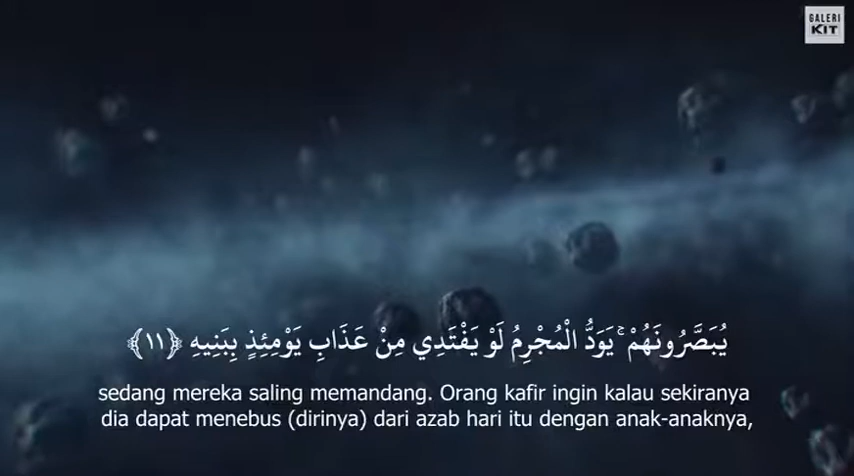 GALERI
KIT
يُبَصَّرُونَهُمْ ۚ يَوَدُّ الْمُجْرِمُ لَوْ يَفْتَدِي مِنْ عَذَابِ يَوْمِئِذٍ بِبَنِيهِ ﴿١١﴾
sedang mereka saling memandang. Orang kafir ingin kalau sekiranya
dia dapat menebus (dirinya) dari azab hari itu dengan anak-anaknya,